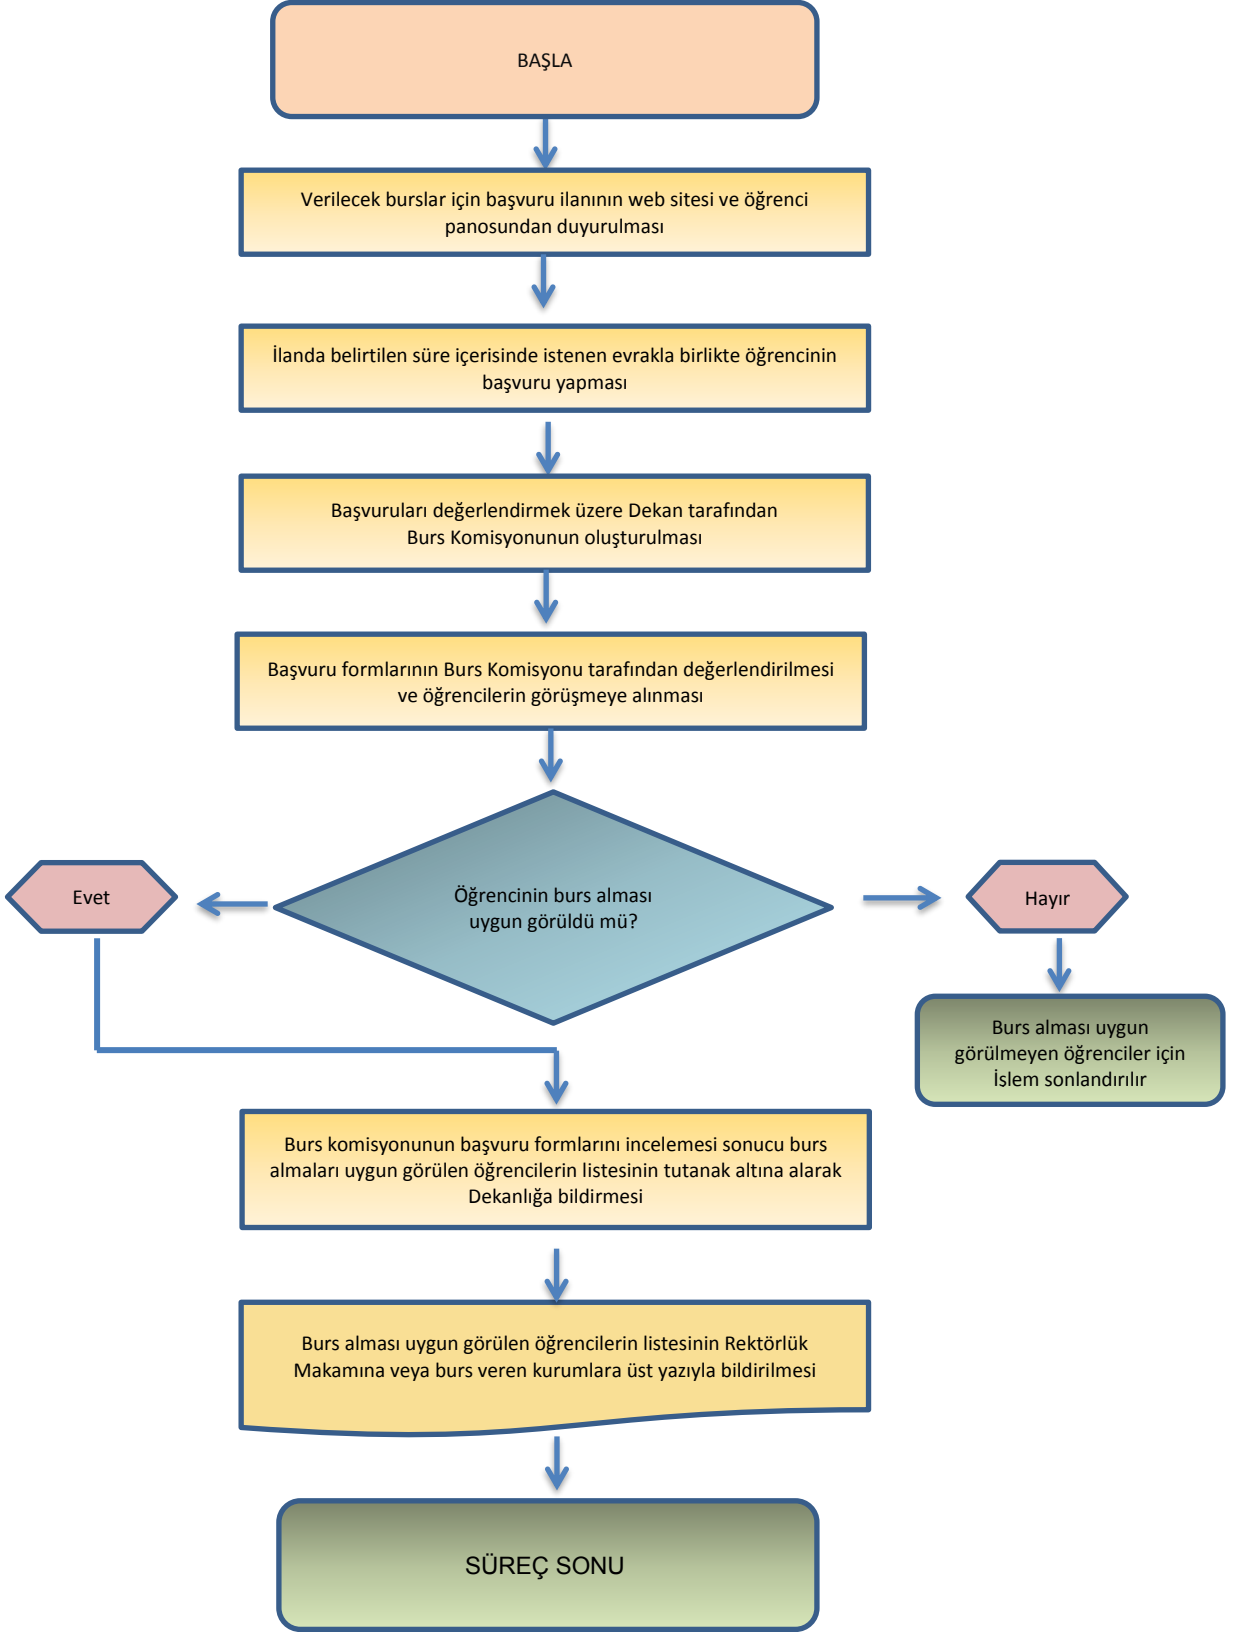 BAŞLA
Verilecek burslar için başvuru ilanının web sitesi ve öğrenci
panosundan duyurulması
İlanda belirtilen süre içerisinde istenen evrakla birlikte öğrencinin
başvuru yapması
Başvuruları değerlendirmek üzere Dekan tarafından
Burs Komisyonunun oluşturulması
Başvuru formlarının Burs Komisyonu tarafından değerlendirilmesi
ve öğrencilerin görüşmeye alınması
Öğrencinin burs alması
uygun görüldü mü?
Evet
Hayır
Burs alması uygun
görülmeyen öğrenciler için
İslem sonlandırılır
Burs komisyonunun başvuru formlarını incelemesi sonucu burs
almaları uygun görülen öğrencilerin listesinin tutanak altına alarak
Dekanlığa bildirmesi
Burs alması uygun görülen öğrencilerin listesinin Rektörlük
Makamına veya burs veren kurumlara üst yazıyla bildirilmesi
SÜREÇ SONU